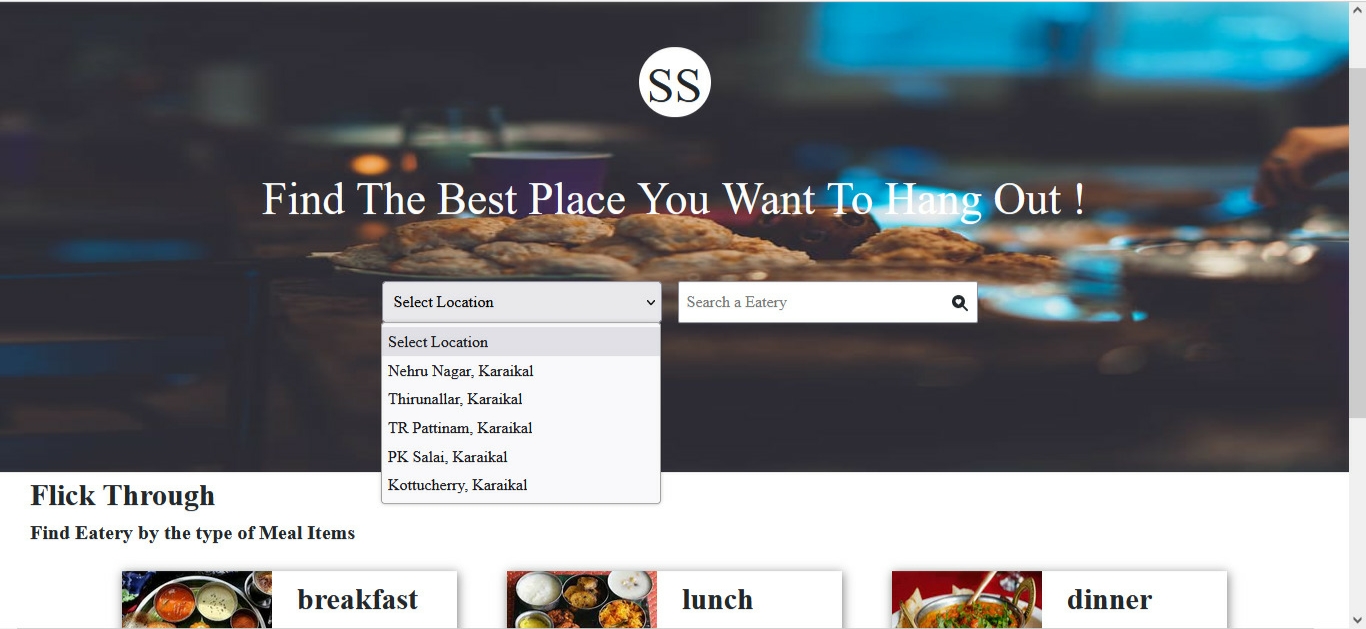 SS
Find The Best Place You Want To Hang Out !
Select Location
Search a Eatery
Select Location
Nehru Nagar, Karaikal
Thirunallar, Karaikal
TR Pattinam, Karaikal
PK Salai, Karaikal
Kottucherry, Karaikal
Flick Through
Find Eatery by the type of Meal Items
breakfast
lunch
dinner